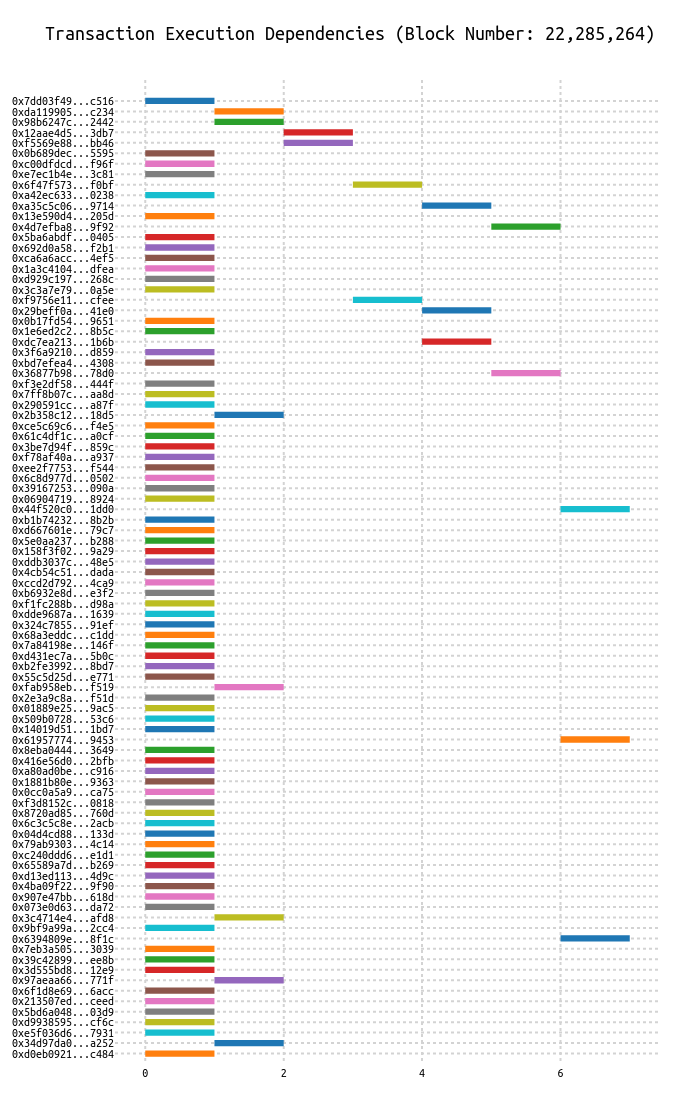 Transaction Execution Dependencies (Block Number: 22,285,264)
0x7dd03f49...c516
0xda119905...c234
0x98b6247c...2442
0x12aae4d5...3db7
0xf5569e88...bb46
0x0b689dec...5595
0xc00dfdcd...f96f
0xe7ec1b4e...3c81
0x6f47f573...f0bf
0xa42ec633...0238
0xa35c5c06...9714
0x13e590d4...205d
0x4d7efba8...9f92
0x5ba6abdf...0405
0x692d0a58...f2b1
0xca6a6acc...4ef5
0x1a3c4104...dfea
0xd929c197...268c
0x3c3a7e79...0a5e
0xf9756e11...cfee
0x29beff0a...41e0
0x0b17fd54...9651
0x1e6ed2c2...8b5c
0xdc7ea213...1b6b
0x3f6a9210...d859
0xbd7efea4...4308
0x36877b98...78d0
0xf3e2df58...444f
0x7ff8b07c...aa8d
0x290591cc...a87f
0x2b358c12...18d5
0xce5c69c6...f4e5
0x61c4df1c...a0cf
0x3be7d94f...859c
0xf78af40a...a937
0xee2f7753...f544
0x6c8d977d...0502
0x39167253...090a
0x06904719...8924
0x44f520c0...1dd0
0xb1b74232...8b2b
0xd667601e...79c7
0x5e0aa237...b288
0x158f3f02...9a29
0xddb3037c...48e5
0x4cb54c51...dada
0xccd2d792...4ca9
0xb6932e8d...e3f2
0xf1fc288b...d98a
0xdde9687a...1639
0x324c7855...91ef
0x68a3eddc...c1dd
0x7a84198e...146f
0xd431ec7a...5b0c
0xb2fe3992...8bd7
0x55c5d25d...e771
0xfab958eb...f519
0x2e3a9c8a...f51d
0x01889e25...9ac5
0x509b0728...53c6
0x14019d51...1bd7
0x61957774...9453
0x8eba0444...3649
0x416e56d0...2bfb
0xa80ad0be...c916
0x1881b80e...9363
0x0cc0a5a9...ca75
0xf3d8152c...0818
0x8720ad85...760d
0x6c3c5c8e...2acb
0x04d4cd88...133d
0x79ab9303...4c14
0xc240ddd6...e1d1
0x65589a7d...b269
0xd13ed113...4d9c
0x4ba09f22...9f90
0x907e47bb...618d
0x073e0d63...da72
0x3c4714e4...afd8
0x9bf9a99a...2cc4
0x6394809e...8f1c
0x7eb3a505...3039
0x39c42899...ee8b
0x3d555bd8...12e9
0x97aeaa66...771f
0x6f1d8e69...6acc
0x213507ed...ceed
0x5bd6a048...03d9
0xd9938595...cf6c
0xe5f036d6...7931
0x34d97da0...a252
0xd0eb0921...c484
0 2 4 6